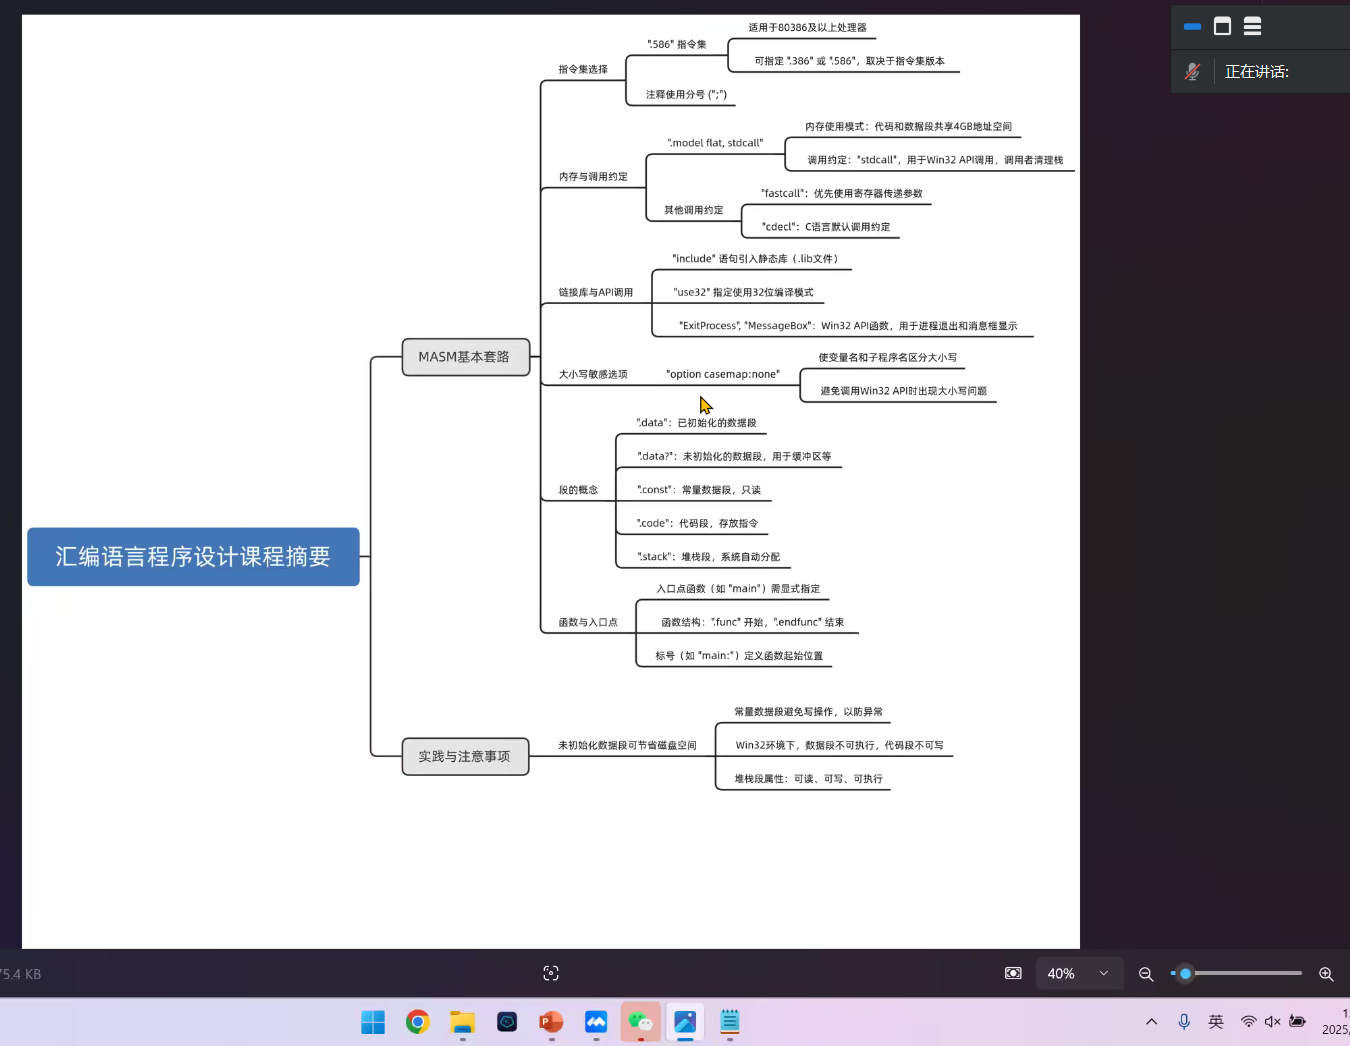 正在讲话:
汇编语言程序设计课程摘要
MASM基本套路
指令集选择
".586" 指令集
适用于80386及以上处理器
可指定 ".386" 或 ".586"，取决于指令集版本
注释使用分号 (";")
内存与调用约定
".model flat, stdcall"
内存使用模式：代码和数据段共享4GB地址空间
调用约定："stdcall"，用于Win32 API调用，调用者清理栈
其他调用约定
"fastcall"：优先使用寄存器传递参数
"cdecl"：C语言默认调用约定
链接库与API调用
"include" 语句引入静态库（.lib文件）
"use32" 指定使用32位编译模式
"ExitProcess", "MessageBox"：Win32 API函数，用于进程退出和消息框显示
大小写敏感选项
"option casemap:none"
使变量名和子程序名区分大小写
避免调用Win32 API时出现大小写问题
段的概念
".data"：已初始化的数据段
".data?"：未初始化的数据段，用于缓冲区等
".const"：常量数据段，只读
".code"：代码段，存放指令
".stack"：堆栈段，系统自动分配
函数与入口点
入口点函数（如 "main"）需显式指定
函数结构：".func" 开始，".endfunc" 结束
标号（如 "main:"）定义函数起始位置
实践与注意事项
未初始化数据段可节省磁盘空间
常量数据段避免写操作，以防异常
Win32环境下，数据段不可执行，代码段不可写
堆栈段属性：可读、可写、可执行
75.4 KB
40%
英
2025